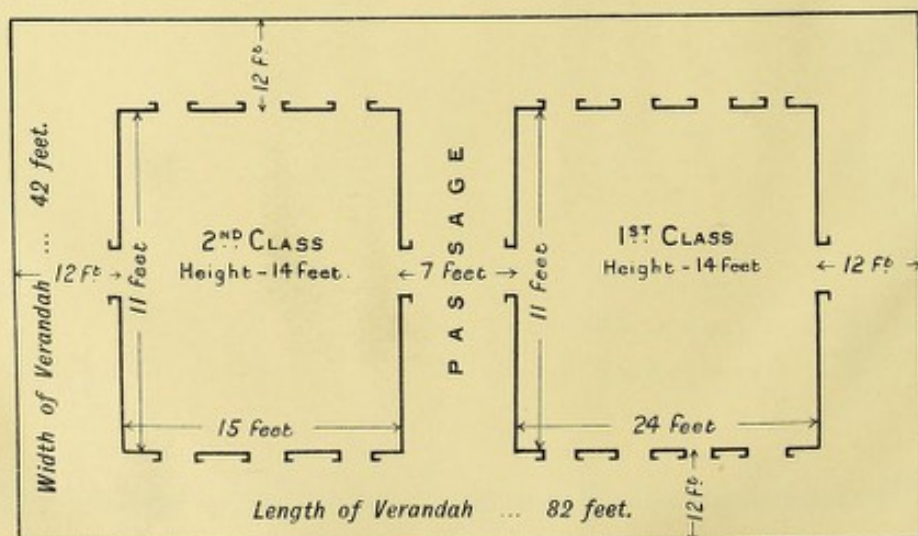 12 Ft.
Width of Verandah ... 42 feet.
2ND CLASS
Height - 14 Feet.
11 Feet
12 Ft.
15 Feet
7 Feet
PASSAGE
1ST CLASS
Height - 14 Feet
11 Feet
12 Ft.
24 Feet
12 Ft.
Length of Verandah ... 82 feet.